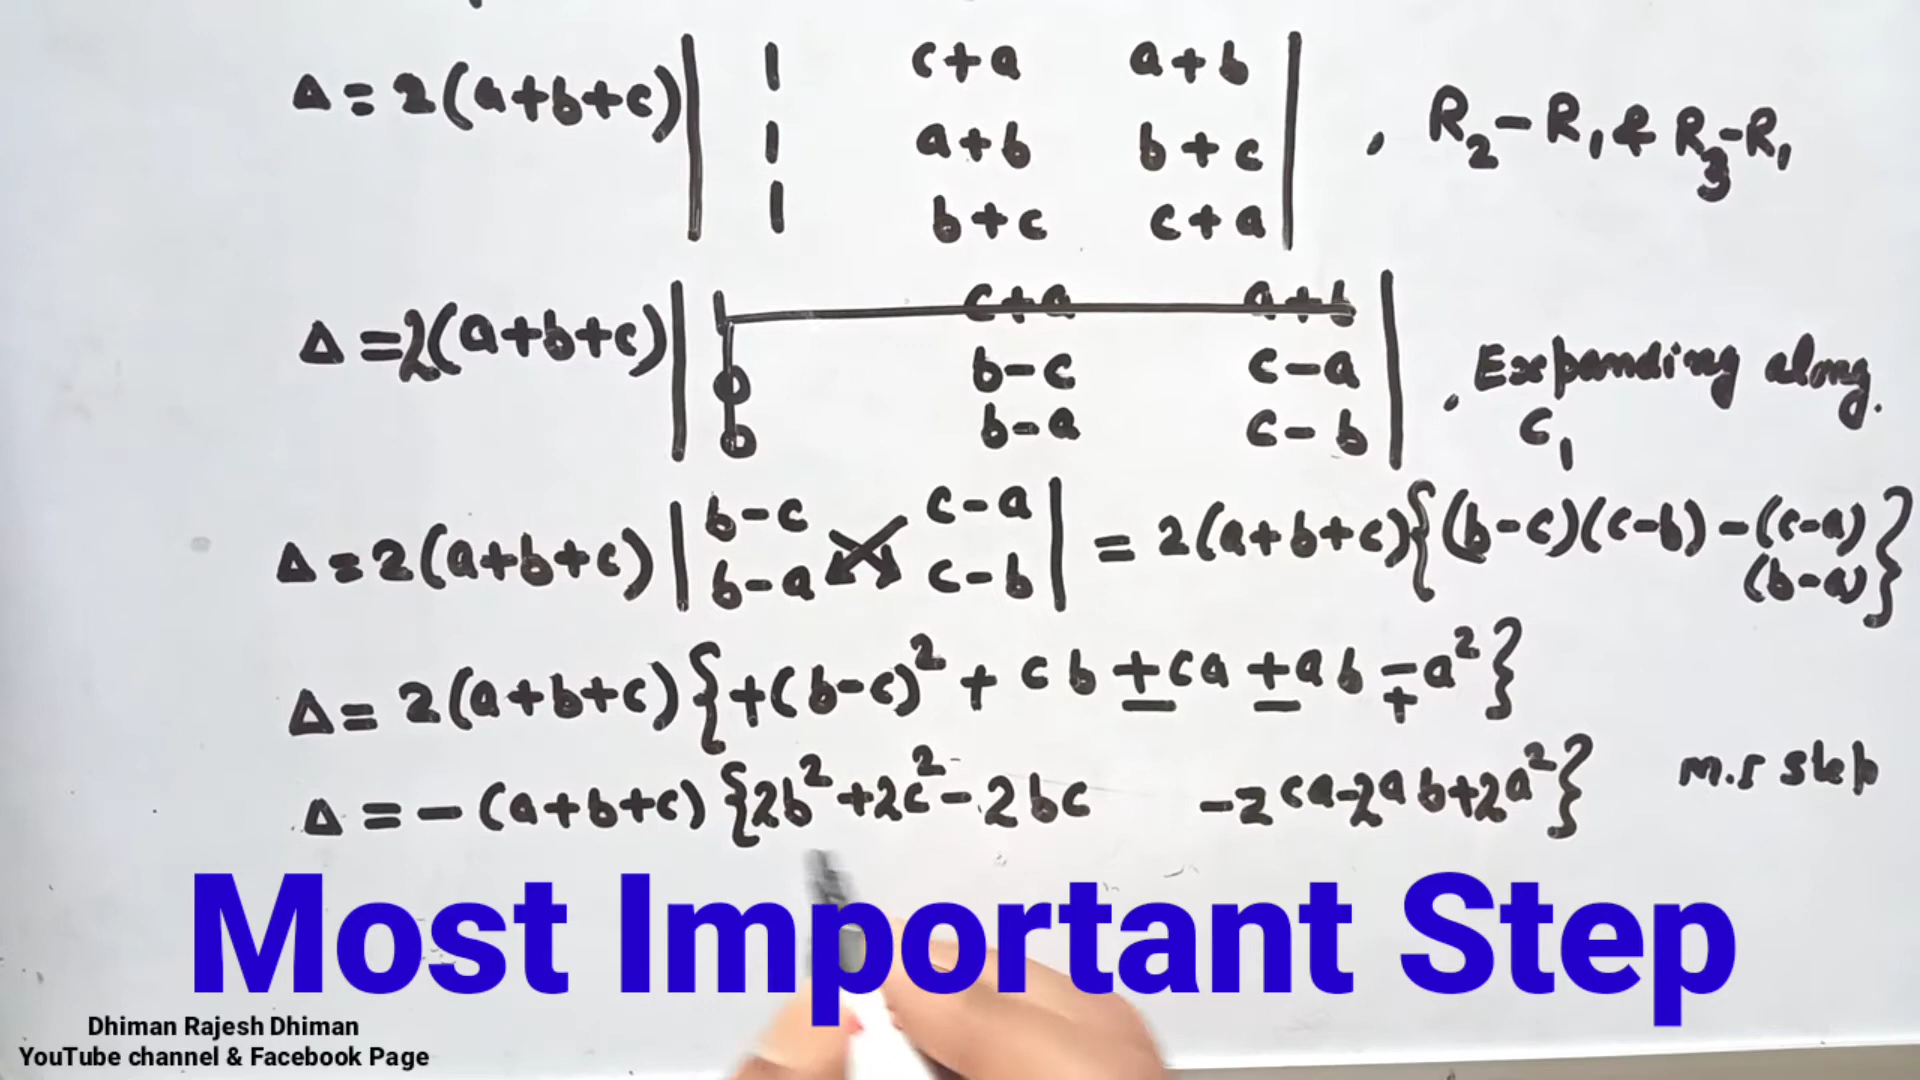 Δ = 2(a+b+c) | 1 c+a a+b |
| 1 a+b b+c | , R₂-R₁ & R₃-R₁
| 1 b+c c+a |
Δ = 2(a+b+c) | 1 c+a a+b |
| 0 b-c c-a | . Expanding along.
| 0 b-a c-b | C₁
Δ = 2(a+b+c) | b-c c-a | = 2(a+b+c){(b-c)(c-b) - (c-a)
| b-a c-b | (b-a)}
Δ = 2(a+b+c){+(b-c)² + cb ± ca ± ab ∓ a²}
Δ = -(a+b+c){2b²+2c²-2bc -2ca-2ab+2a²} M.S Step
Most Important Step
Dhiman Rajesh Dhiman
YouTube channel & Facebook Page